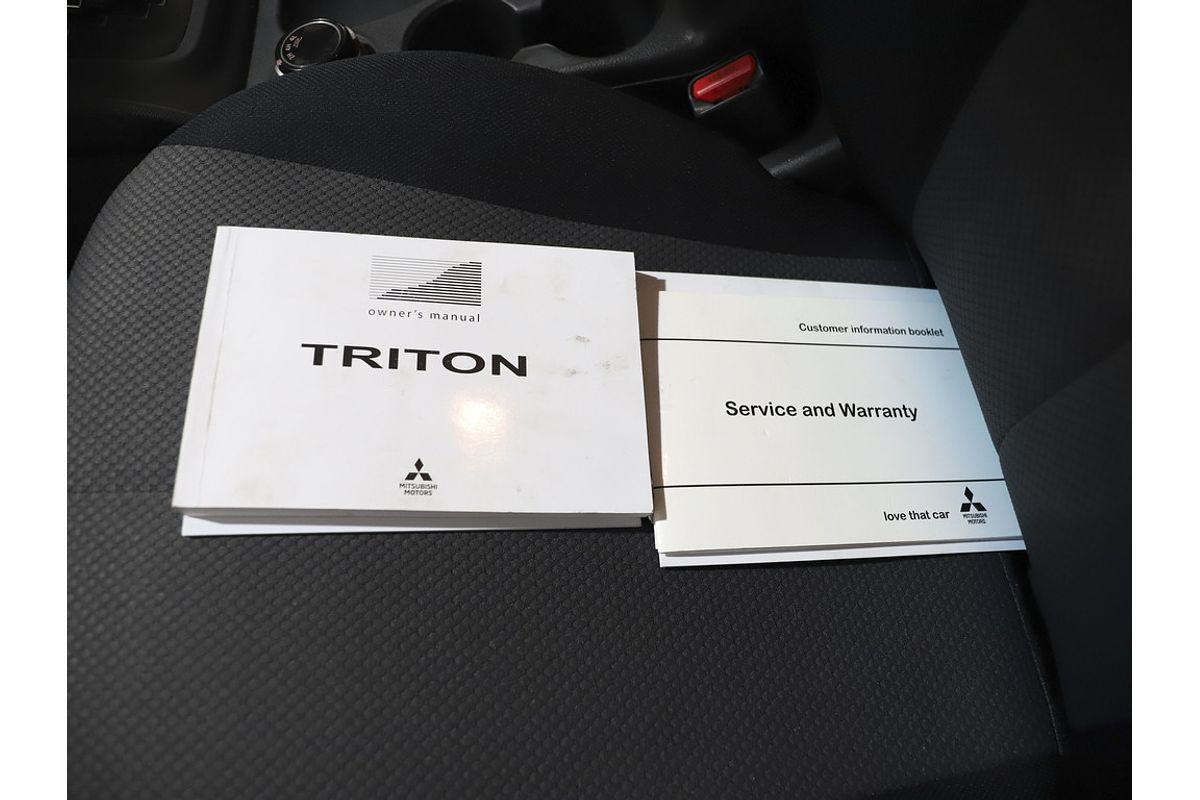 owner's manual
TRITON
MITSUBISHI
MOTORS
Customer information booklet
Service and Warranty
love that car
MITSUBISHI
MOTORS